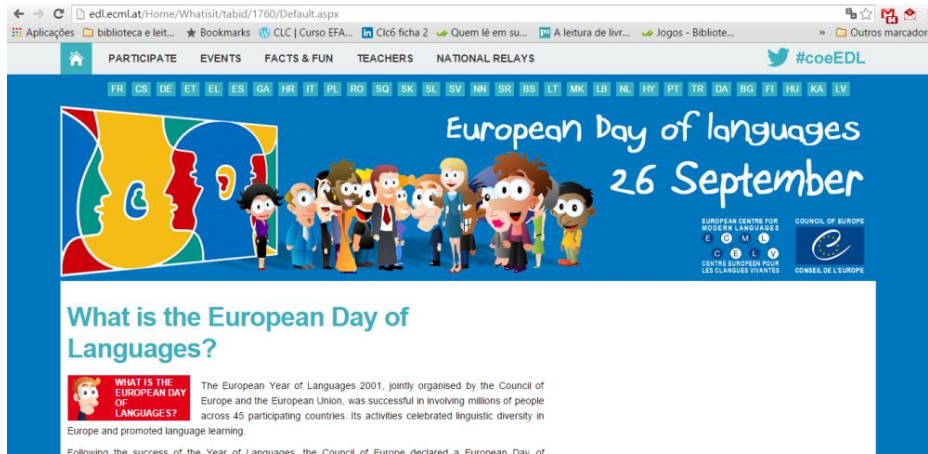 edl.ecml.at/Home/Whatisit/tabid/1760/Default.aspx
Aplicações biblioteca e leit... Bookmarks CLC | Curso EFA... Clc6 ficha 2 Quem lê em su... A leitura de livr... Jogos - Bibliote... » Outros marcador
PARTICIPATE EVENTS FACTS & FUN TEACHERS NATIONAL RELAYS #coeEDL
FR CS DE ET EL ES GA HR IT PL RO SQ SK SL SV NN SR BS LT MK LB NL HY PT TR DA BG FI HU KA LV
European Day of languages
26 September
EUROPEAN CENTRE FOR
MODERN LANGUAGES
E C M L
C E L V
CENTRE EUROPEEN POUR
LES CLANGUES VIVANTES
COUNCIL OF EUROPE
CONSEIL DE L'EUROPE
What is the European Day of
Languages?
WHAT IS THE
EUROPEAN DAY
OF
LANGUAGES?
The European Year of Languages 2001, jointly organised by the Council of
Europe and the European Union, was successful in involving millions of people
across 45 participating countries. Its activities celebrated linguistic diversity in
Europe and promoted language learning.
Following the success of the Year of Languages, the Council of Europe declared a European Day of